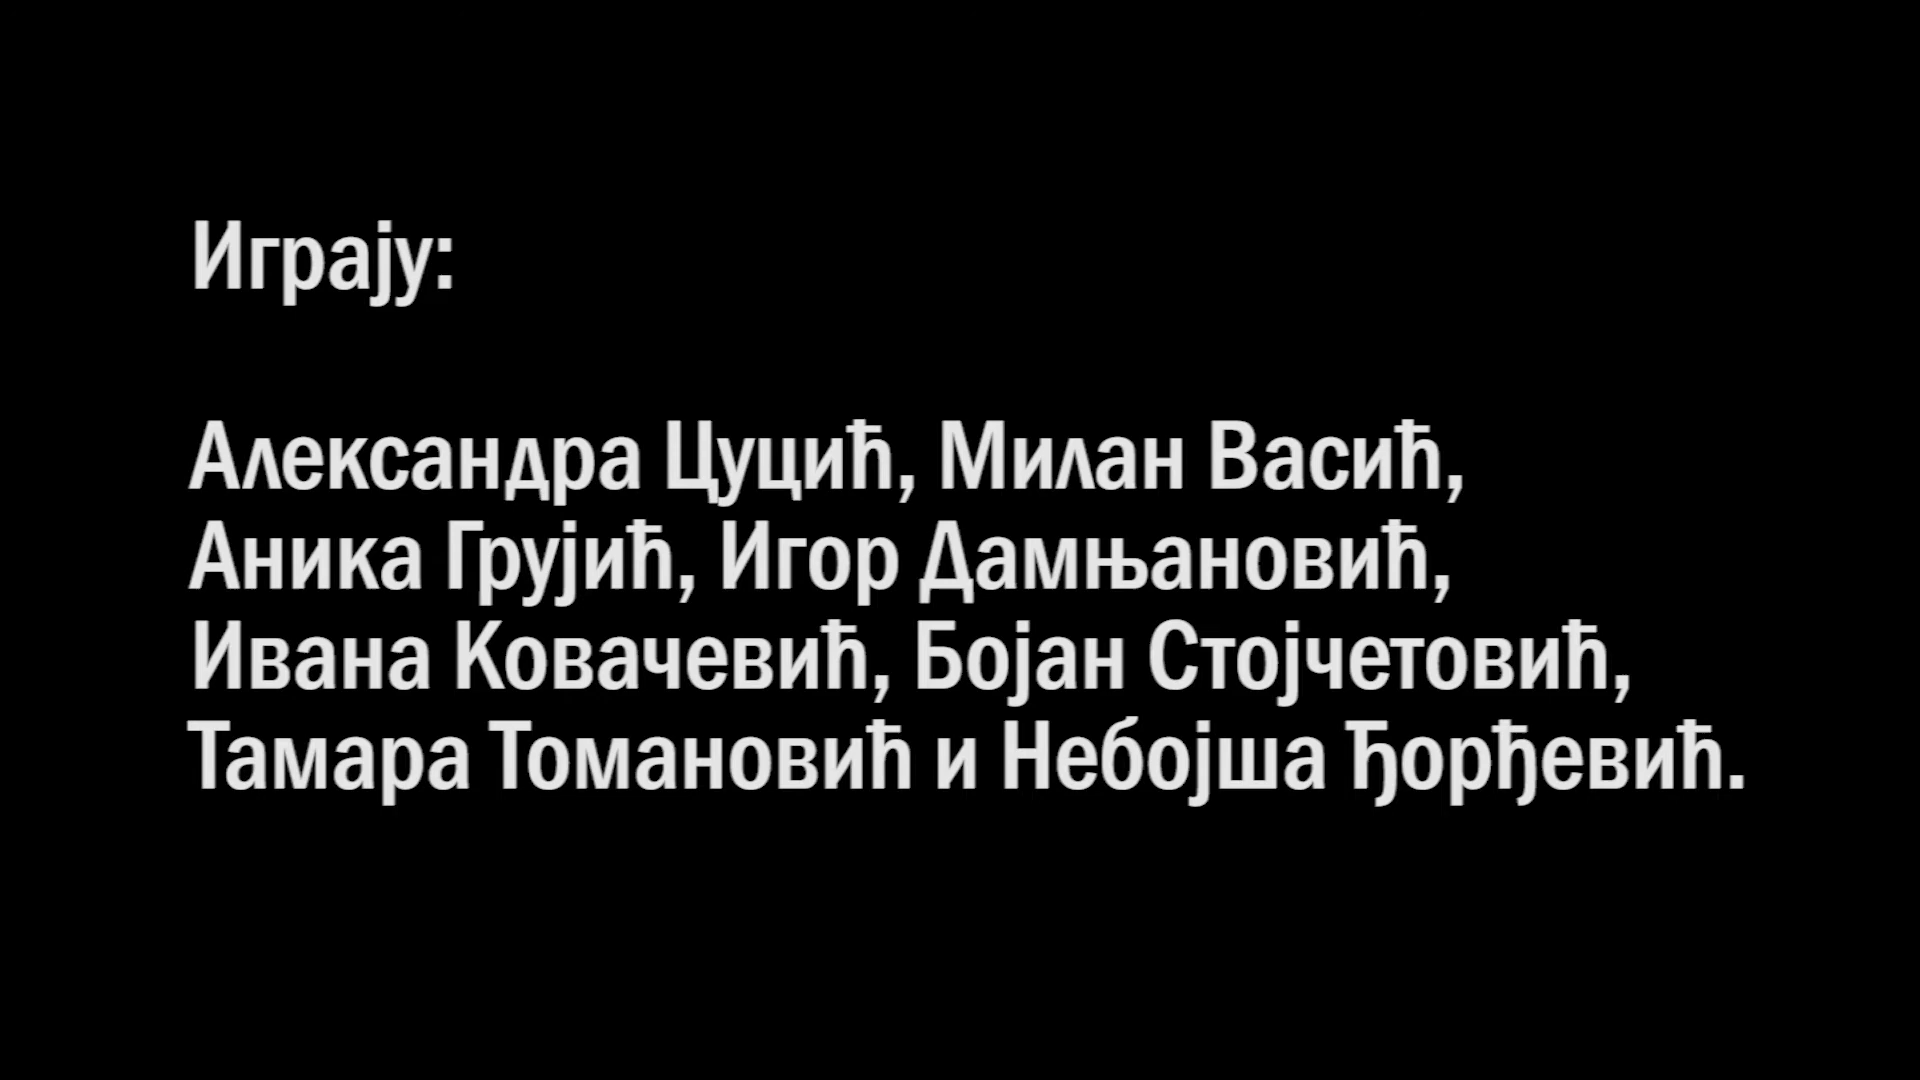 Играју:
Александра Цуцић, Милан Васић,
Аника Грујић, Игор Дамњановић,
Ивана Ковачевић, Бојан Стојчетовић,
Тамара Томановић и Небојша Ђорђевић.